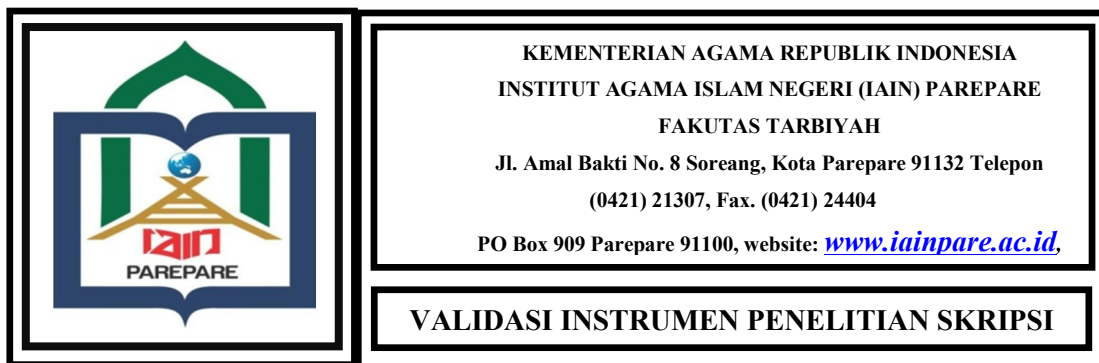 iain
PAREPARE
KEMENTERIAN AGAMA REPUBLIK INDONESIA
INSTITUT AGAMA ISLAM NEGERI (IAIN) PAREPARE
FAKUTAS TARBIYAH
Jl. Amal Bakti No. 8 Soreang, Kota Parepare 91132 Telepon
(0421) 21307, Fax. (0421) 24404
PO Box 909 Parepare 91100, website: www.iainpare.ac.id,
VALIDASI INSTRUMEN PENELITIAN SKRIPSI